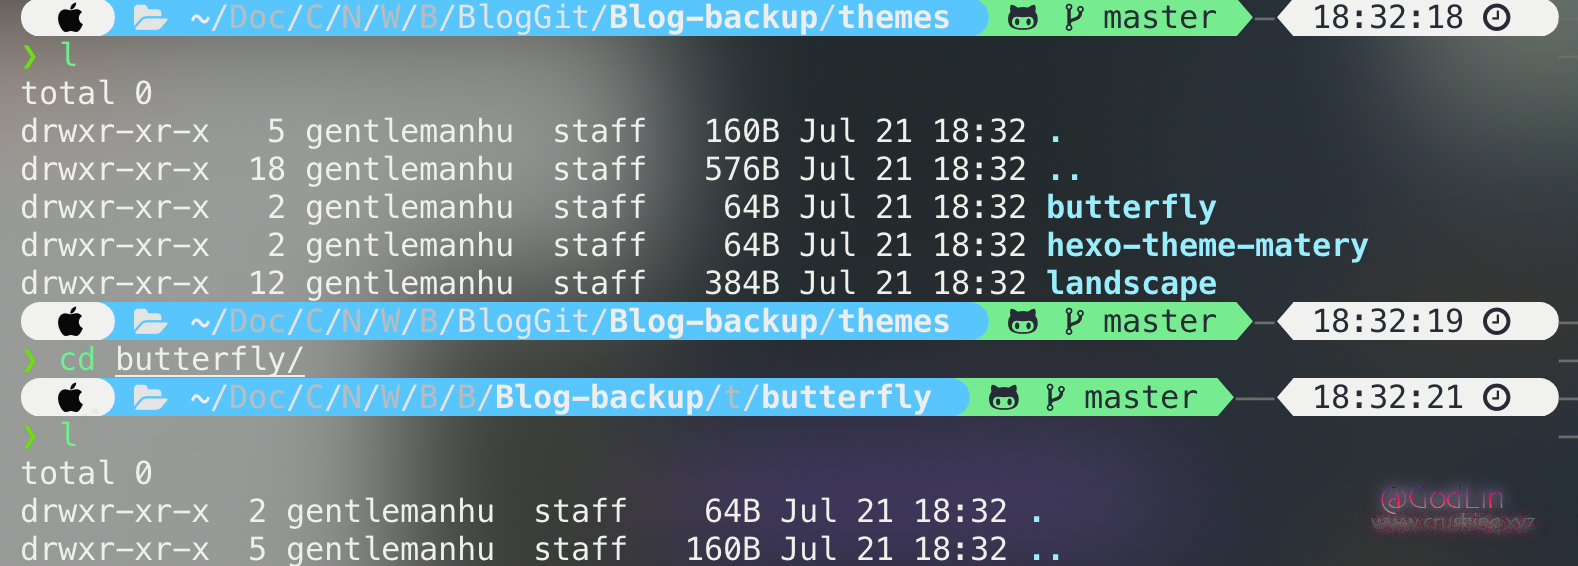 ~/Doc/C/N/W/B/BlogGit/Blog-backup/themes master 18:32:18
❯ l
total 0
drwxr-xr-x 5 gentlemanhu staff 160B Jul 21 18:32 .
drwxr-xr-x 18 gentlemanhu staff 576B Jul 21 18:32 ..
drwxr-xr-x 2 gentlemanhu staff 64B Jul 21 18:32 butterfly
drwxr-xr-x 2 gentlemanhu staff 64B Jul 21 18:32 hexo-theme-matery
drwxr-xr-x 12 gentlemanhu staff 384B Jul 21 18:32 landscape
~/Doc/C/N/W/B/BlogGit/Blog-backup/themes master 18:32:19
❯ cd butterfly/
~/Doc/C/N/W/B/B/Blog-backup/t/butterfly master 18:32:21
❯ l
total 0
drwxr-xr-x 2 gentlemanhu staff 64B Jul 21 18:32 .
drwxr-xr-x 5 gentlemanhu staff 160B Jul 21 18:32 ..
@GodLin
www.crushing.xyz